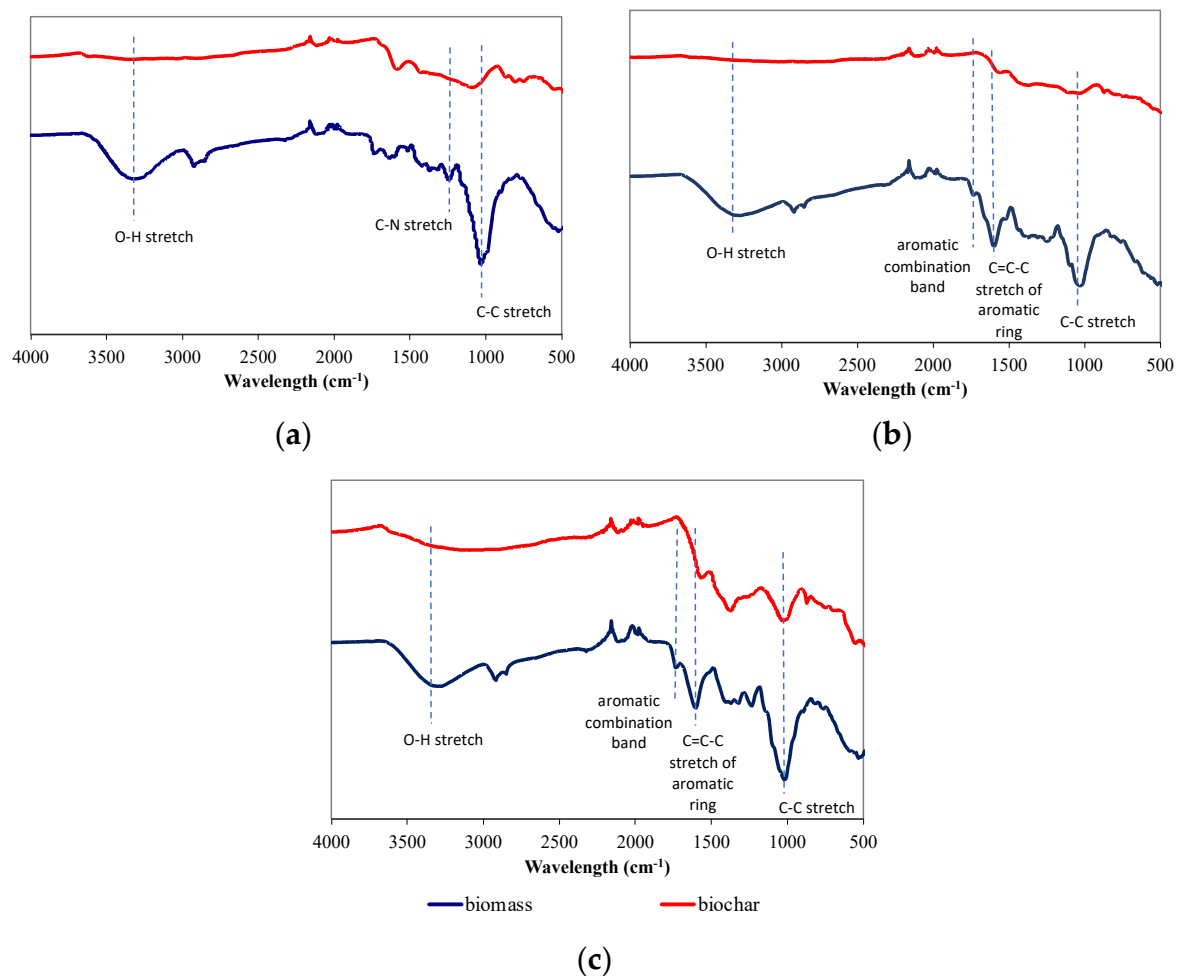 O-H stretch
C-N stretch
C-C stretch
4000 3500 3000 2500 2000 1500 1000 500
Wavelength (cm-1)
(a)
O-H stretch
aromatic
combination
band
C=C-C
stretch of
aromatic
ring
C-C stretch
4000 3500 3000 2500 2000 1500 1000 500
Wavelength (cm-1)
(b)
O-H stretch
aromatic
combination
band
C=C-C
stretch of
aromatic
ring
C-C stretch
4000 3500 3000 2500 2000 1500 1000 500
Wavelength (cm-1)
biomass biochar
(c)